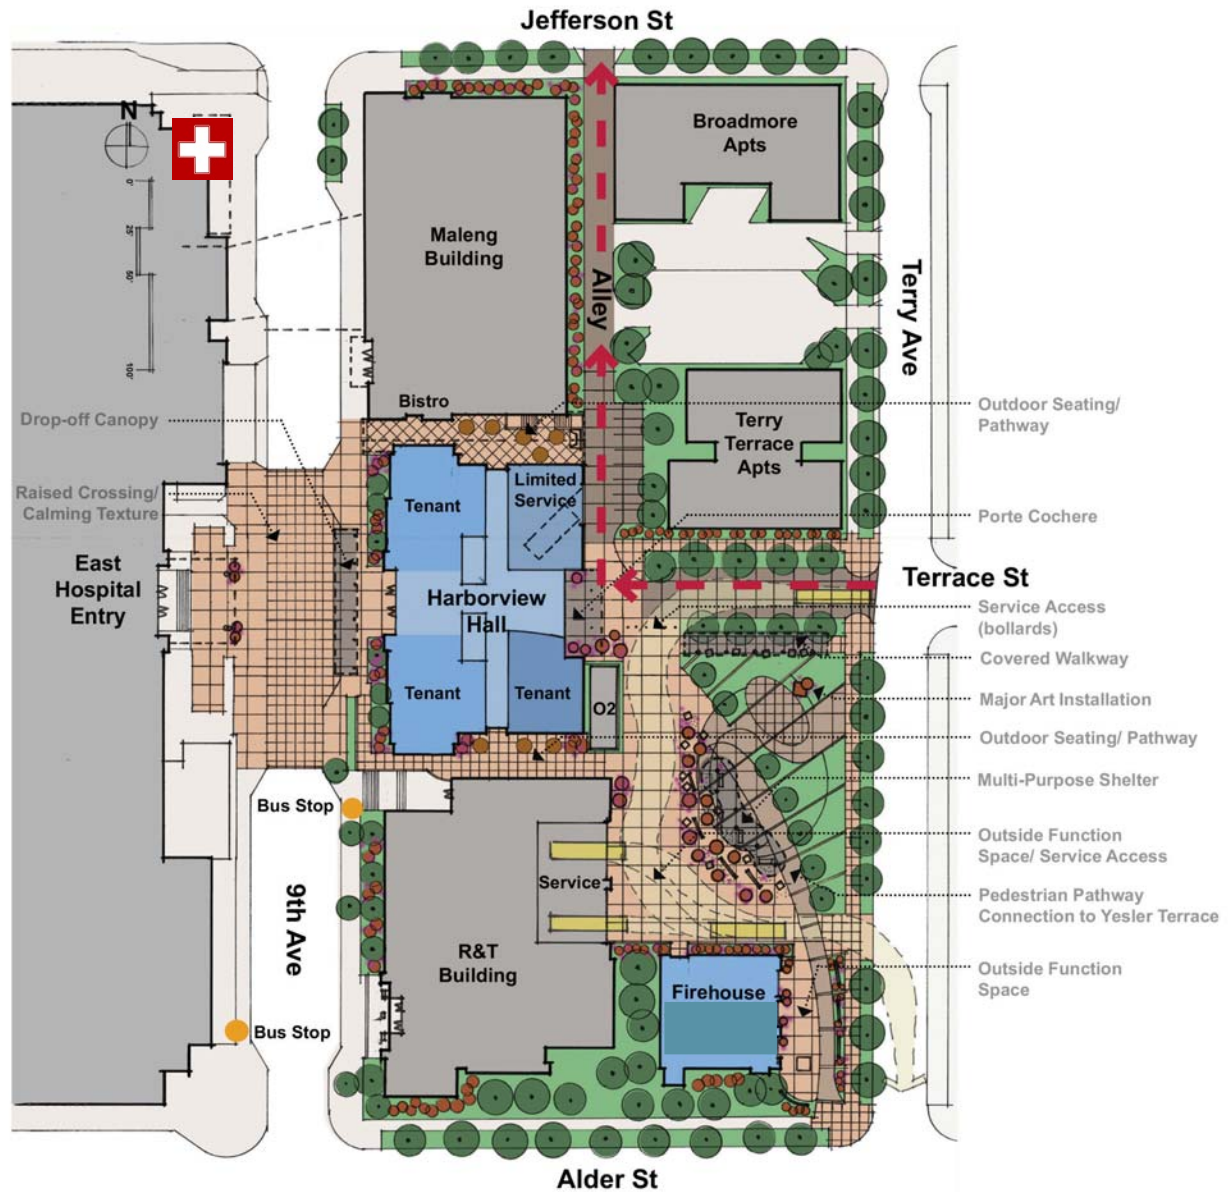 Jefferson St
N
0'
25'
50'
100'
Broadmore
Apts
Maleng
Building
Alley
Terry Ave
Bistro
Terry
Terrace
Apts
Drop-off Canopy
Raised Crossing/
Calming Texture
East
Hospital
Entry
Tenant
Limited
Service
Harborview
Hall
Tenant
Tenant
O2
Outdoor Seating/
Pathway
Porte Cochere
Terrace St
Service Access
(bollards)
Covered Walkway
Major Art Installation
Outdoor Seating/ Pathway
Multi-Purpose Shelter
Outside Function
Space/ Service Access
Pedestrian Pathway
Connection to Yesler Terrace
Outside Function
Space
Bus Stop
Service
9th Ave
R&T
Building
Firehouse
Bus Stop
Alder St